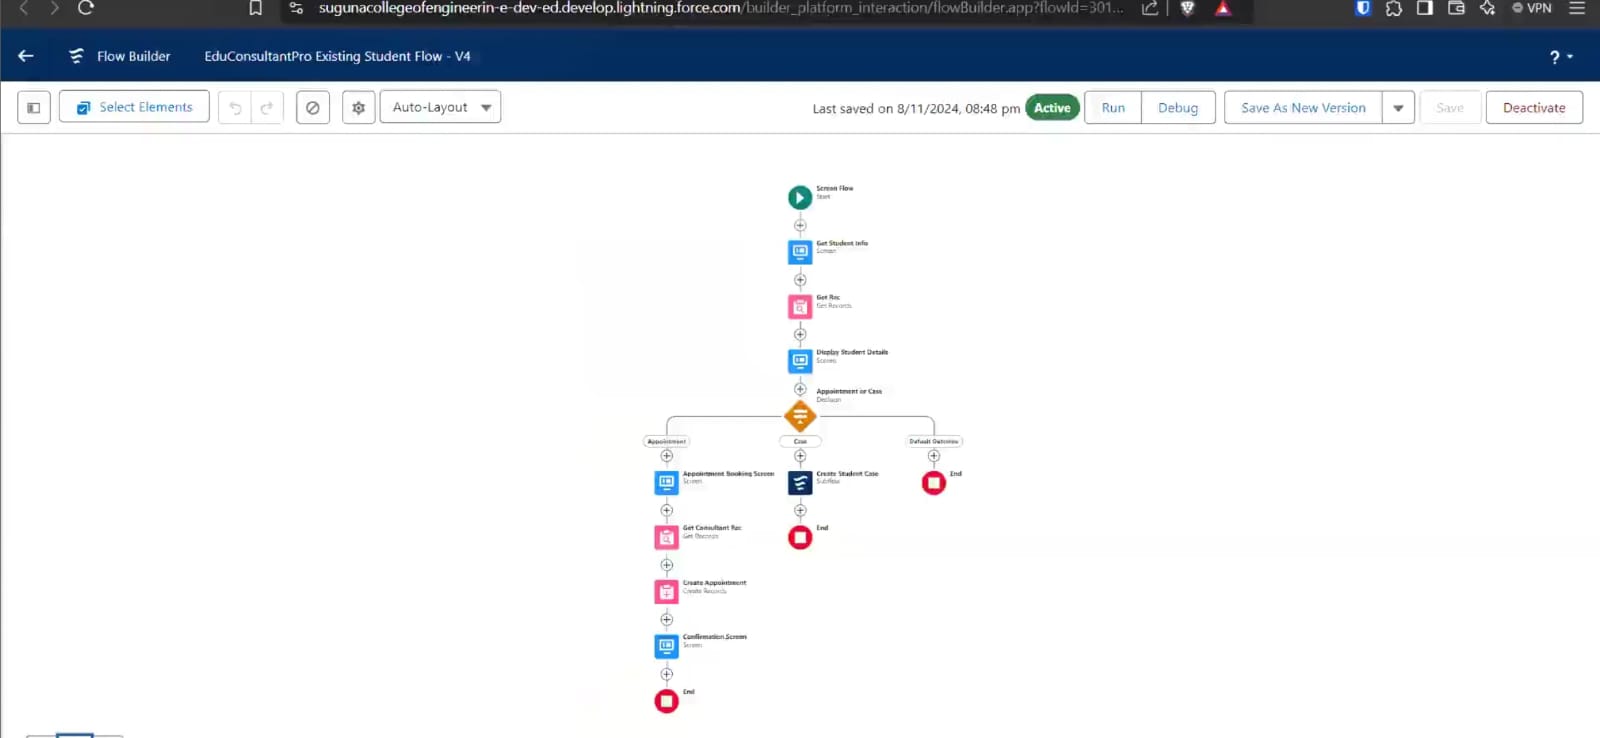 sugunacollegeofengineerin-e-dev-ed.develop.lightning.force.com/builder_platform_interaction/flowBuilder.app?flowId=301... VPN
Flow Builder EduConsultantPro Existing Student Flow - V4 ?
Select Elements Auto-Layout Last saved on 8/11/2024, 08:48 pm Active Run Debug Save As New Version Save Deactivate
Screen Flow
Start
Get Student Info
Screen
Get Rec
Get Records
Display Student Details
Screen
Appointment or Case
Decision
Appointment Case Default Outcome
Appointment Booking Screen
Screen
Create Student Case
Subflow
End
Get Consultant Rec
Get Records
End
Create Appointment
Create Records
Confirmation Screen
Screen
End